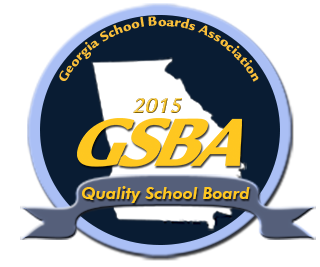 Georgia School Boards Association
2015
GSBA
Quality School Board